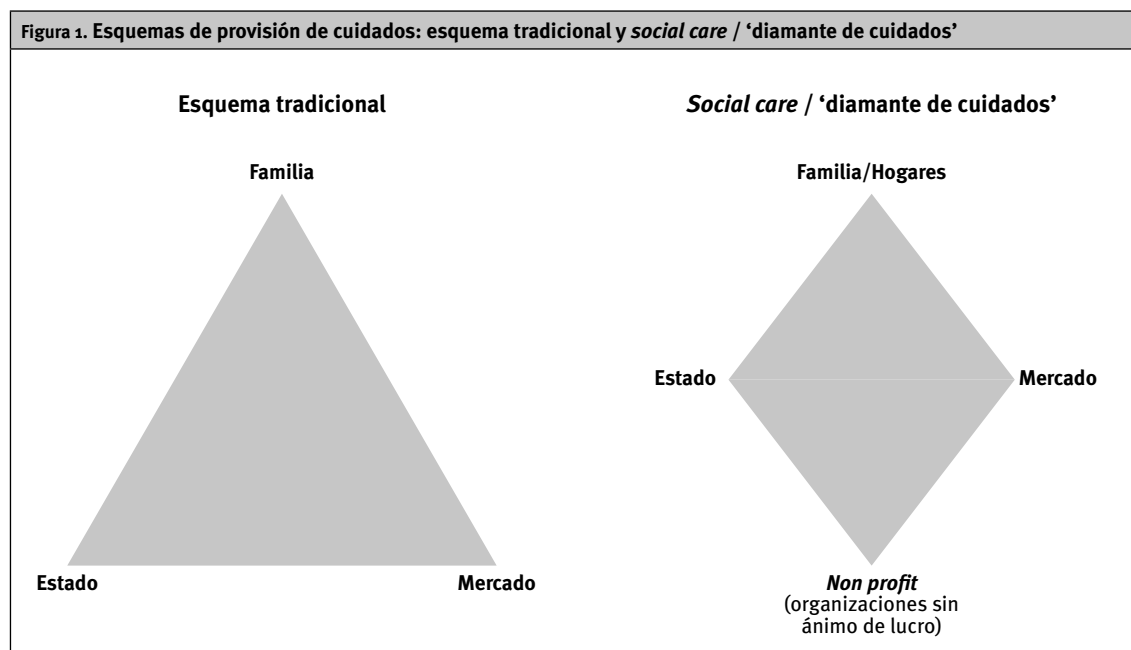 Figura 1. Esquemas de provisión de cuidados: esquema tradicional y social care / ‘diamante de cuidados’
Esquema tradicional
Familia
Estado
Mercado
Social care / ‘diamante de cuidados’
Familia/Hogares
Estado
Mercado
Non profit
(organizaciones sin
ánimo de lucro)